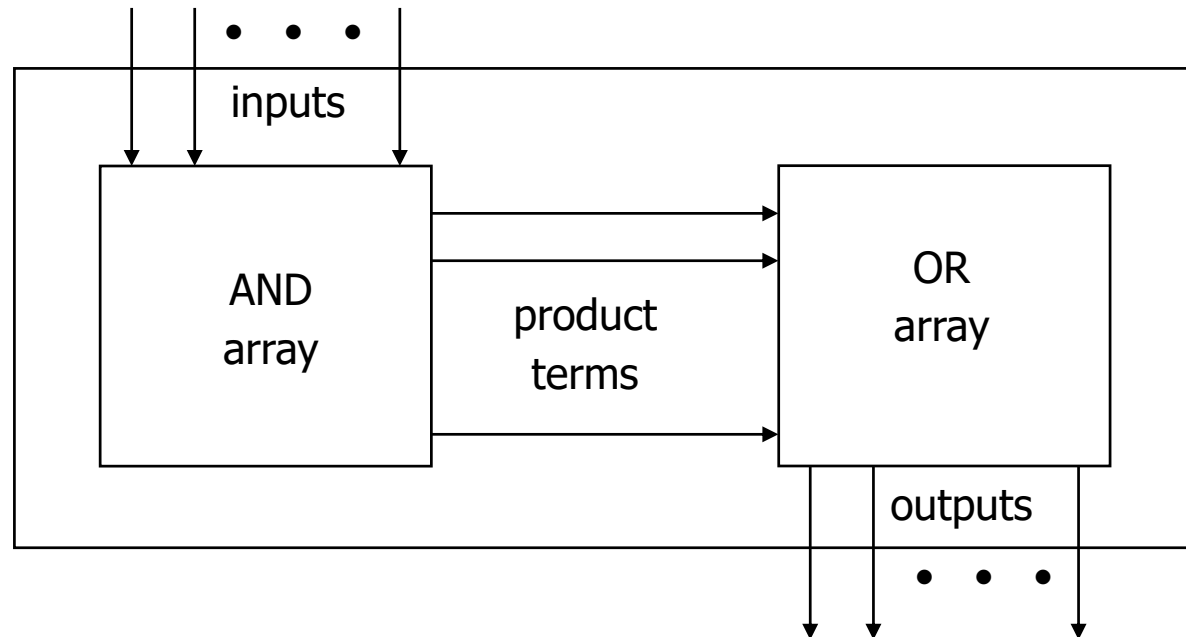 inputs
AND
array
product
terms
OR
array
outputs